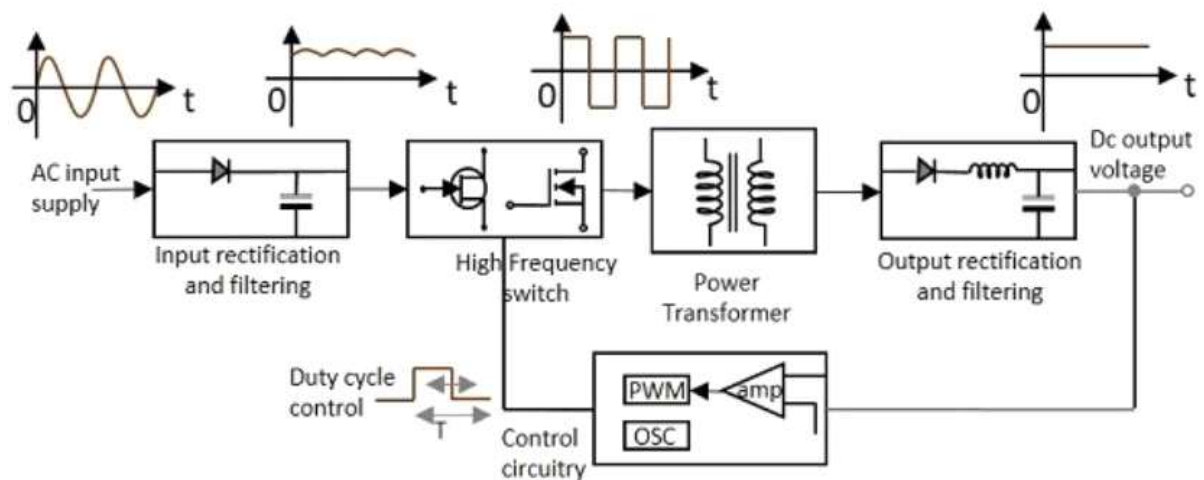 0
t
0
t
0
t
0
t
AC input
supply
Dc output
voltage
Input rectification
and filtering
High Frequency
switch
Power
Transformer
Output rectification
and filtering
Duty cycle
control
T
Control
circuitry
PWM
amp
OSC